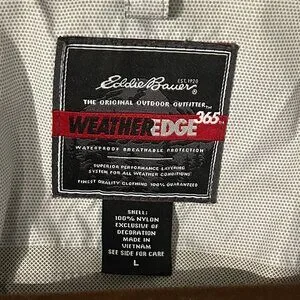 Eddie Bauer
EST. 1920
THE ORIGINAL OUTDOOR OUTFITTER
WEATHEREDGE 365
WATERPROOF BREATHABLE PROTECTION
SUPERIOR PERFORMANCE LAYERING
SYSTEM FOR ALL WEATHER CONDITIONS
FINEST QUALITY CLOTHING 100% GUARANTEED
SHELL:
100% NYLON
EXCLUSIVE OF
DECORATION
MADE IN
VIETNAM
SEE SIDE FOR CARE
L